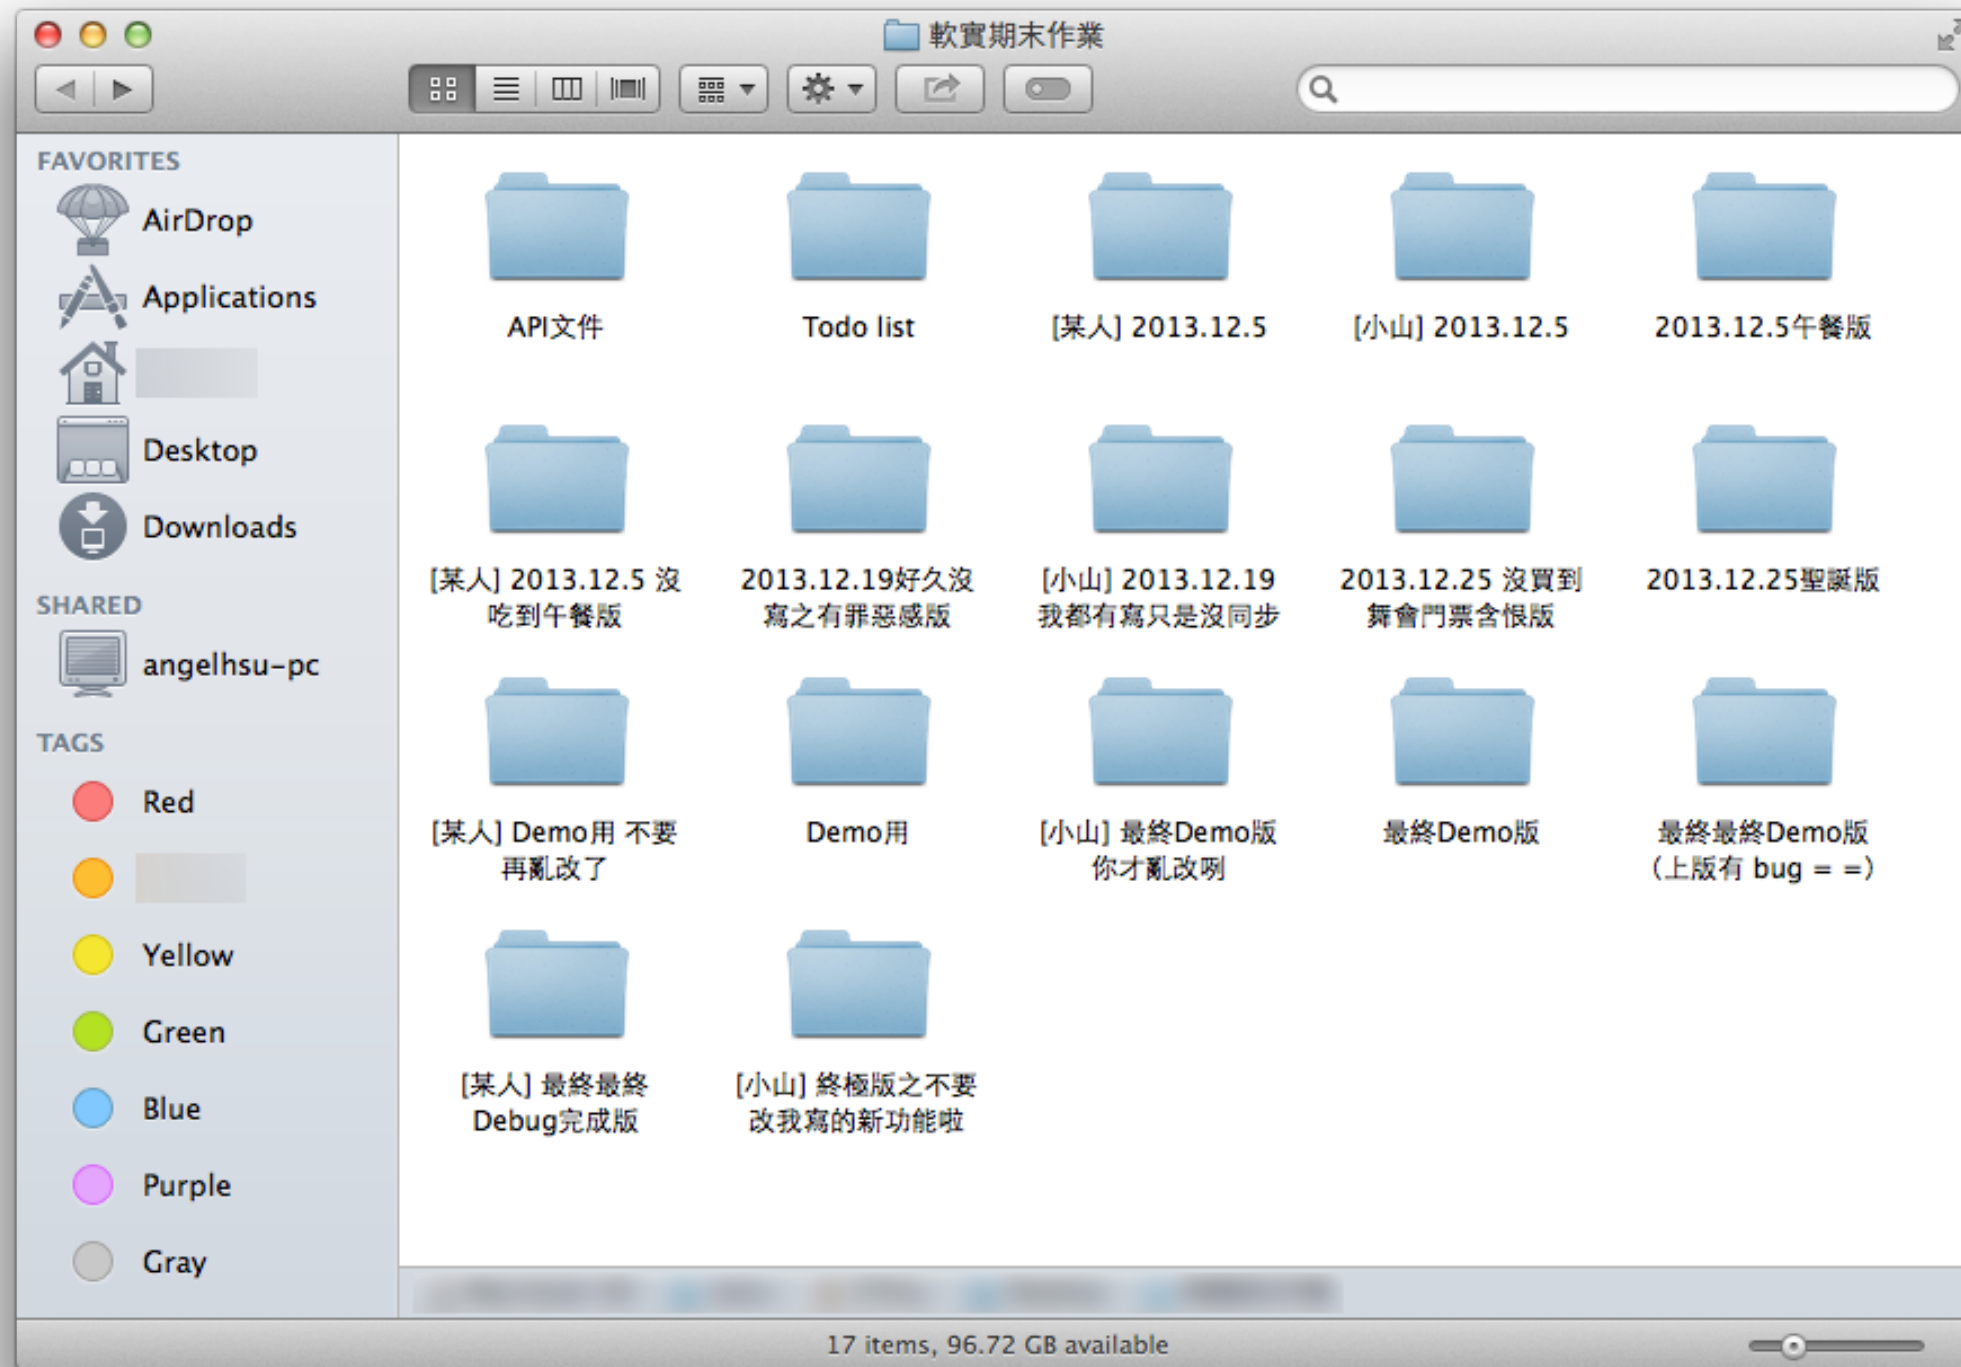 軟實期末作業
FAVORITES
AirDrop
Applications
Desktop
Downloads
SHARED
angelhsu-pc
TAGS
Red
Yellow
Green
Blue
Purple
Gray
API文件
Todo list
[某人] 2013.12.5
[小山] 2013.12.5
2013.12.5午餐版
[某人] 2013.12.5 沒
吃到午餐版
2013.12.19好久沒
寫之有罪惡感版
[小山] 2013.12.19
我都有寫只是沒同步
2013.12.25 沒買到
舞會門票含恨版
2013.12.25聖誕版
[某人] Demo用 不要
再亂改了
Demo用
[小山] 最終Demo版
你才亂改咧
最終Demo版
最終最終Demo版
（上版有 bug = =）
[某人] 最終最終
Debug完成版
[小山] 終極版之不要
改我寫的新功能啦
17 items, 96.72 GB available